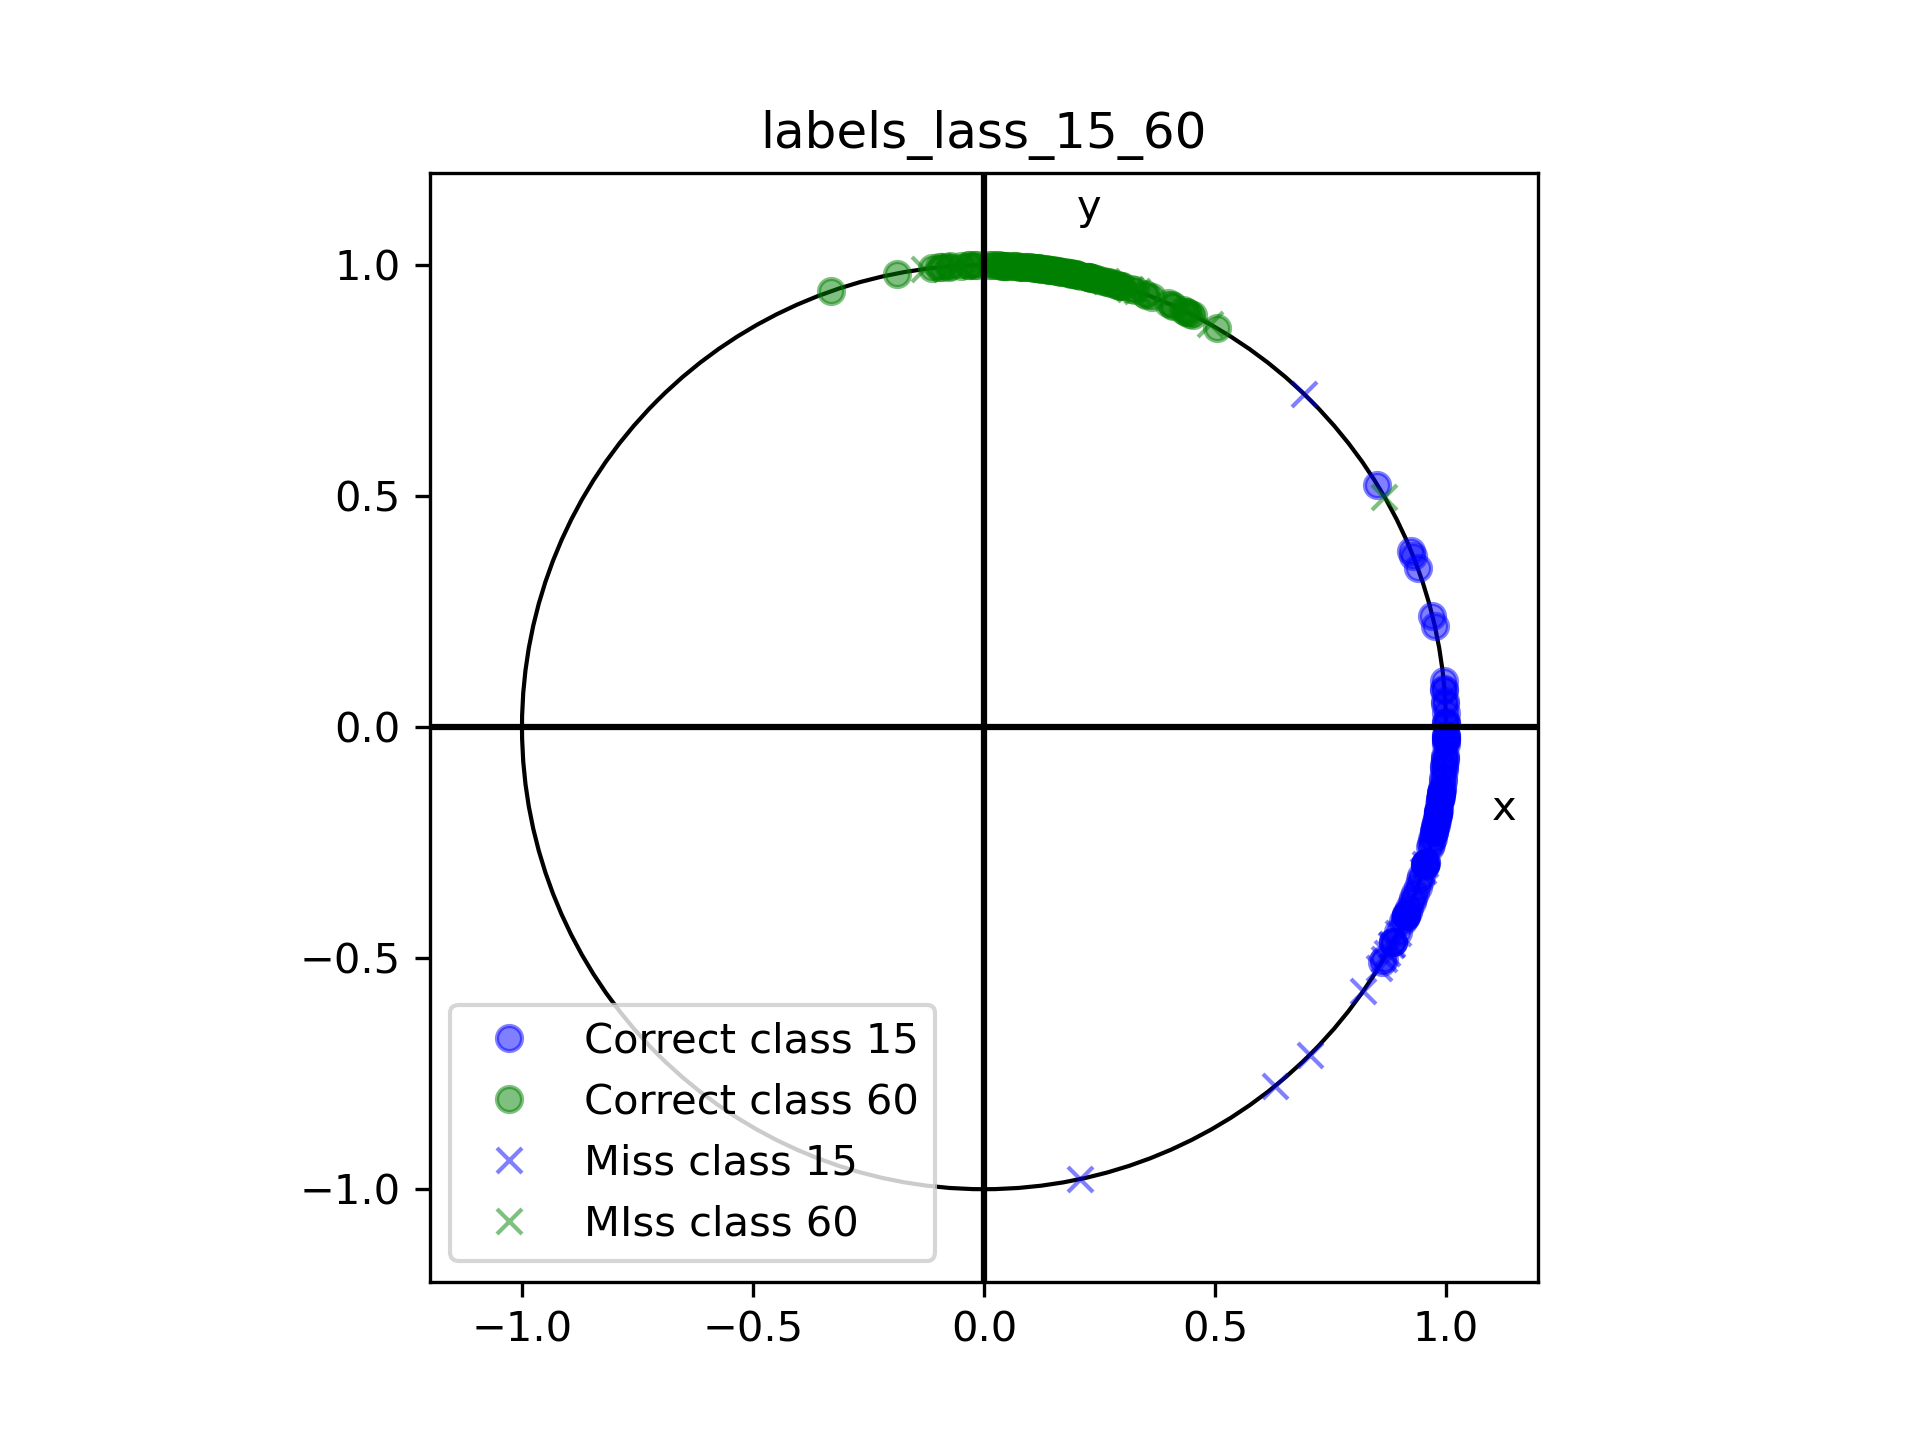 labels_lass_15_60
y
1.0
0.5
0.0
x
−0.5
−1.0
Correct class 15
Correct class 60
Miss class 15
MIss class 60
−1.0 −0.5 0.0 0.5 1.0